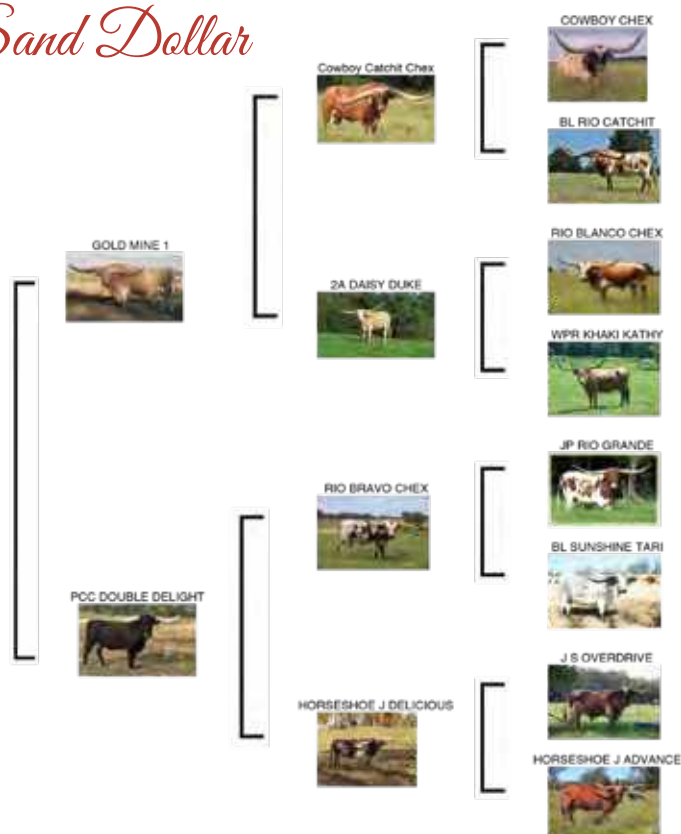 Sand Dollar
COWBOY CHEX
Cowboy Catchit Chex
BL RIO CATCHIT
GOLD MINE 1
RIO BLANCO CHEX
2A DAISY DUKE
WPR KHAKI KATHY
JP RIO GRANDE
RIO BRAVO CHEX
BL SUNSHINE TARI
PCC DOUBLE DELIGHT
J S OVERDRIVE
HORSESHOE J DELICIOUS
HORSESHOE J ADVANCE